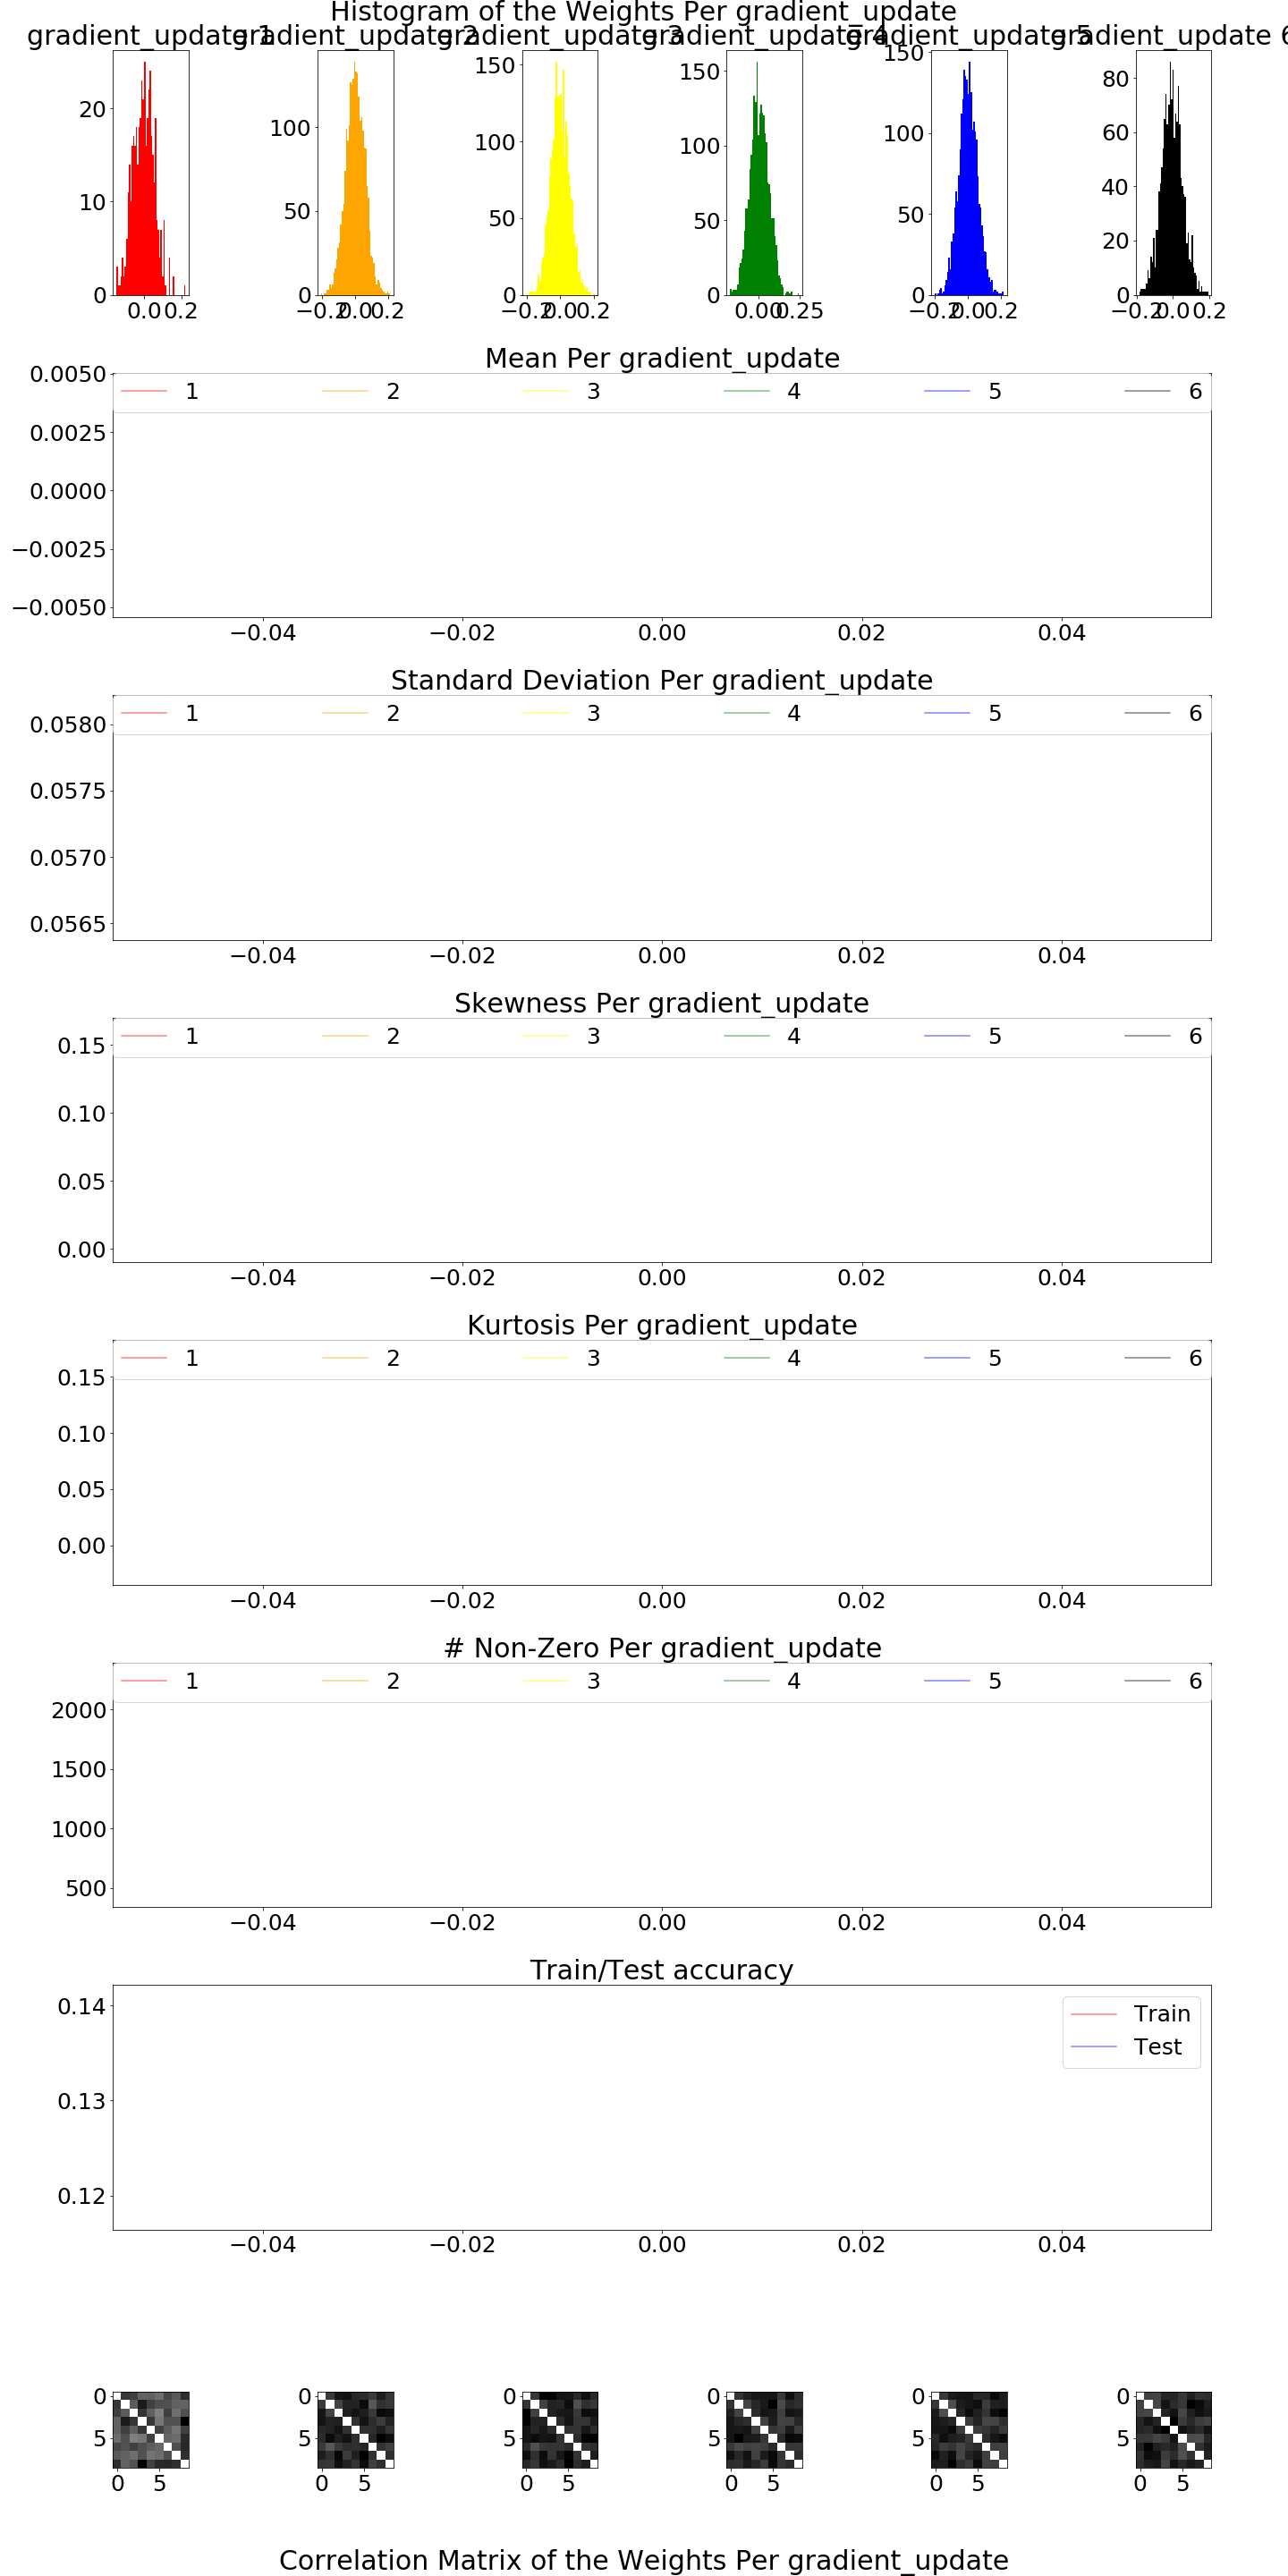 Histogram of the Weights Per gradient_update
gradient_update 1 gradient_update 2 gradient_update 3 gradient_update 4 gradient_update 5 gradient_update 6
20
10
0
0.0 0.2
100
50
0
−0.2 0.0 0.2
150
100
50
0
−0.2 0.0 0.2
150
100
50
0
0.00 0.25
150
100
50
0
−0.2 0.0 0.2
80
60
40
20
0
−0.2 0.0 0.2
Mean Per gradient_update
1 2 3 4 5 6
0.0050
0.0025
0.0000
−0.0025
−0.0050
−0.04 −0.02 0.00 0.02 0.04
Standard Deviation Per gradient_update
1 2 3 4 5 6
0.0580
0.0575
0.0570
0.0565
−0.04 −0.02 0.00 0.02 0.04
Skewness Per gradient_update
1 2 3 4 5 6
0.15
0.10
0.05
0.00
−0.04 −0.02 0.00 0.02 0.04
Kurtosis Per gradient_update
1 2 3 4 5 6
0.15
0.10
0.05
0.00
−0.04 −0.02 0.00 0.02 0.04
# Non-Zero Per gradient_update
1 2 3 4 5 6
2000
1500
1000
500
−0.04 −0.02 0.00 0.02 0.04
Train/Test accuracy
Train
Test
0.14
0.13
0.12
−0.04 −0.02 0.00 0.02 0.04
0 0 0 0 0 0
5 5 5 5 5 5
0 5 0 5 0 5 0 5 0 5 0 5
Correlation Matrix of the Weights Per gradient_update